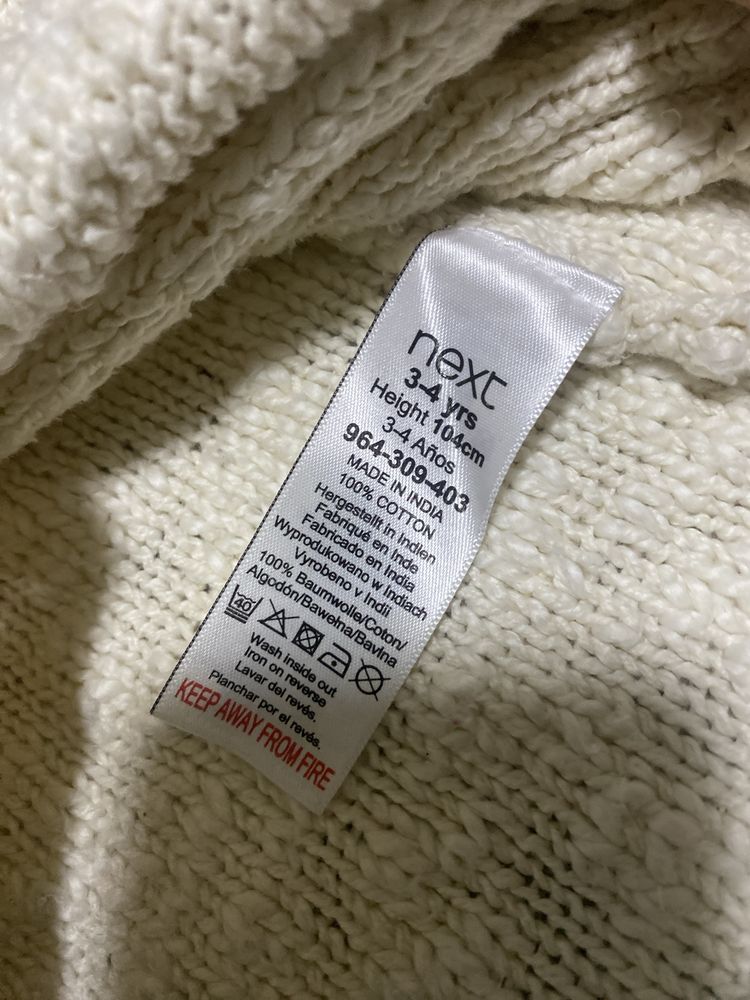 next
3-4 yrs
Height 104cm
3-4 Años
964-309-403
MADE IN INDIA
100% COTTON
Hergestellt in Indien
Fabriqué en Inde
Fabricado en India
Wyprodukowano w Indiach
Vyrobeno v Indii
100% Baumwolle/Coton/
Algodón/Bawełna/Bavlna
40
Wash inside out
Iron on reverse
Lavar del revés.
Planchar por el revés.
KEEP AWAY FROM FIRE